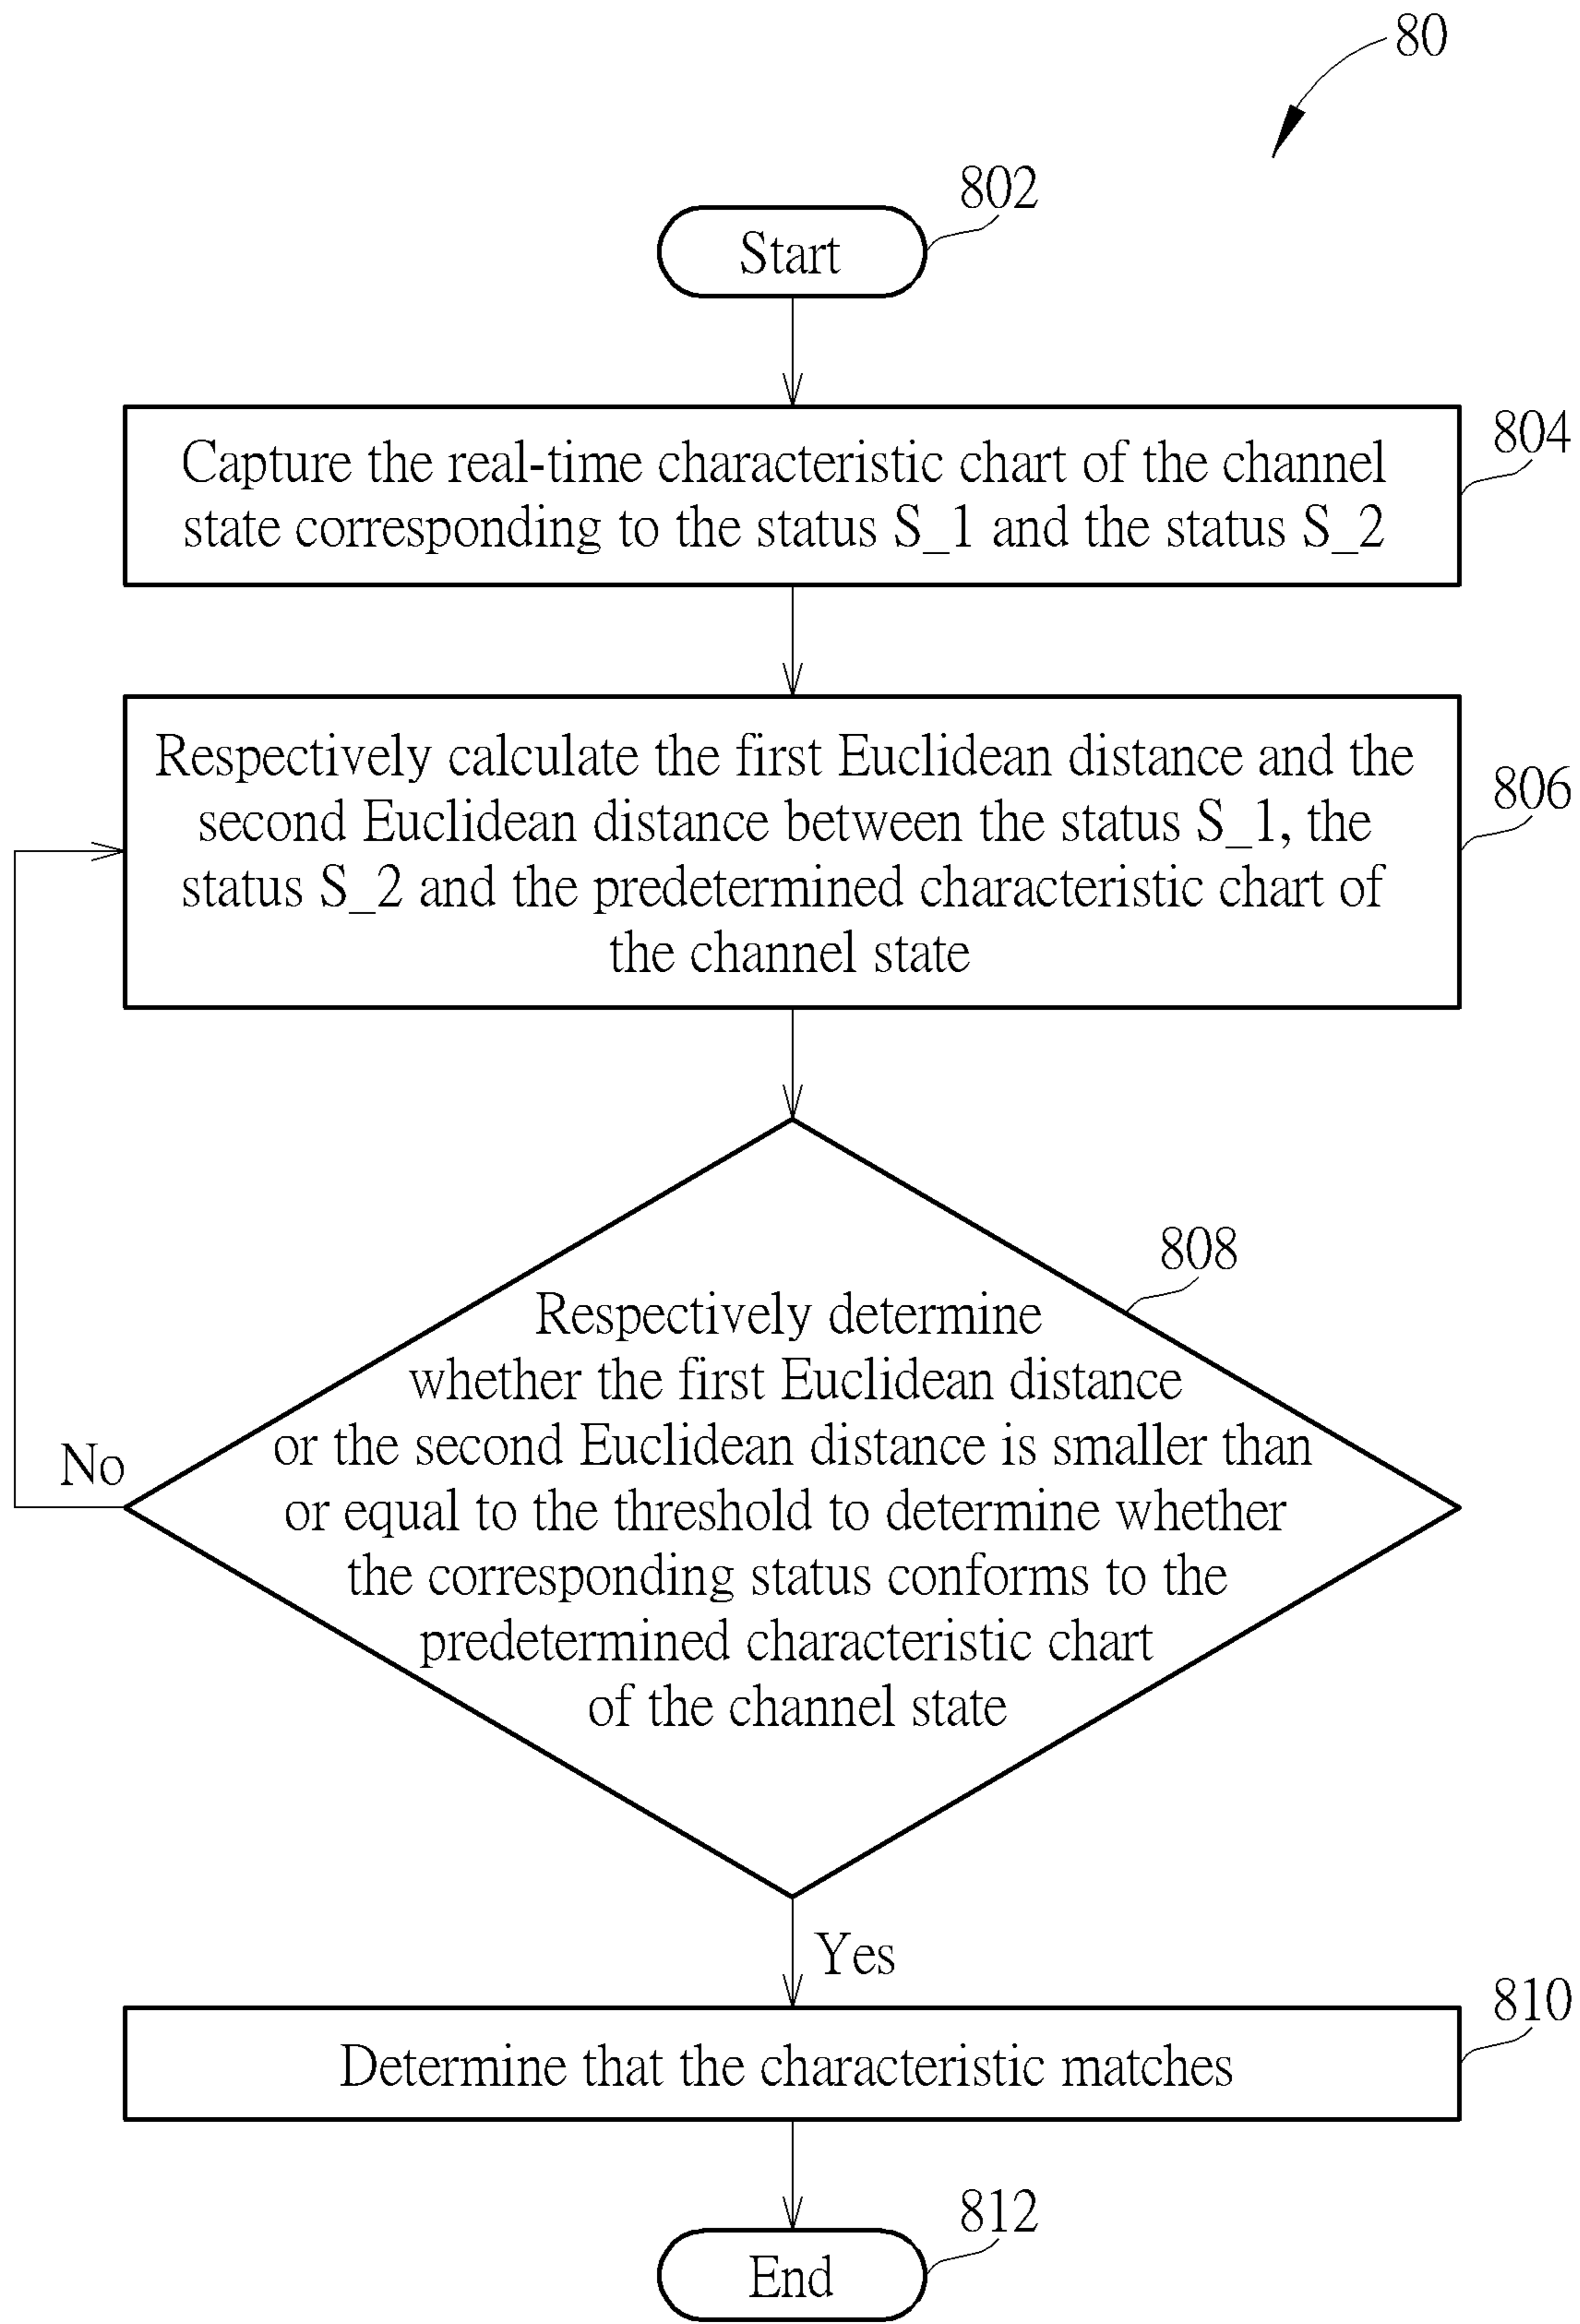 80
802
Start
804
Capture the real-time characteristic chart of the channel
state corresponding to the status S_1 and the status S_2
806
Respectively calculate the first Euclidean distance and the
second Euclidean distance between the status S_1, the
status S_2 and the predetermined characteristic chart of
the channel state
808
Respectively determine
whether the first Euclidean distance
or the second Euclidean distance is smaller than
or equal to the threshold to determine whether
the corresponding status conforms to the
predetermined characteristic chart
of the channel state
No
Yes
810
Determine that the characteristic matches
812
End